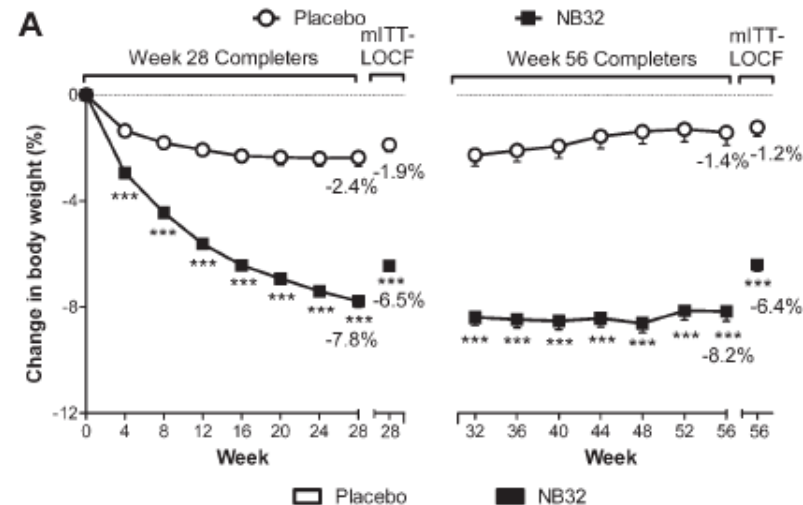 A
Placebo NB32
Week 28 Completers mITT-LOCF Week 56 Completers mITT-LOCF
Change in body weight (%)
0
-4
-8
-12
-2.4% -1.9% -1.4% -1.2%
***
***
***
***
***
***
***
-7.8%
***
-6.5%
*** *** *** *** *** *** ***
-8.2%
***
-6.4%
0 4 8 12 16 20 24 28 28 32 36 40 44 48 52 56 56
Week Week
Placebo NB32